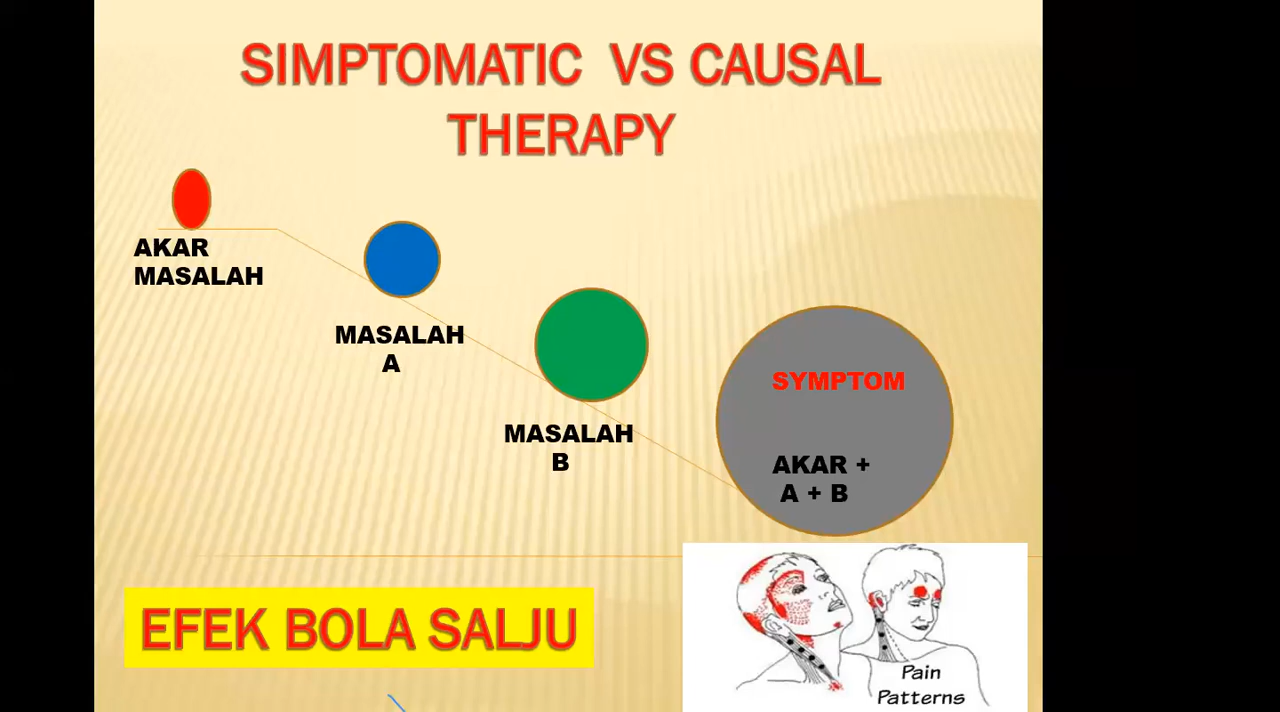 SIMPTOMATIC VS CAUSAL
THERAPY
AKAR
MASALAH
MASALAH
A
MASALAH
B
SYMPTOM
AKAR +
A + B
EFEK BOLA SALJU
Pain
Patterns